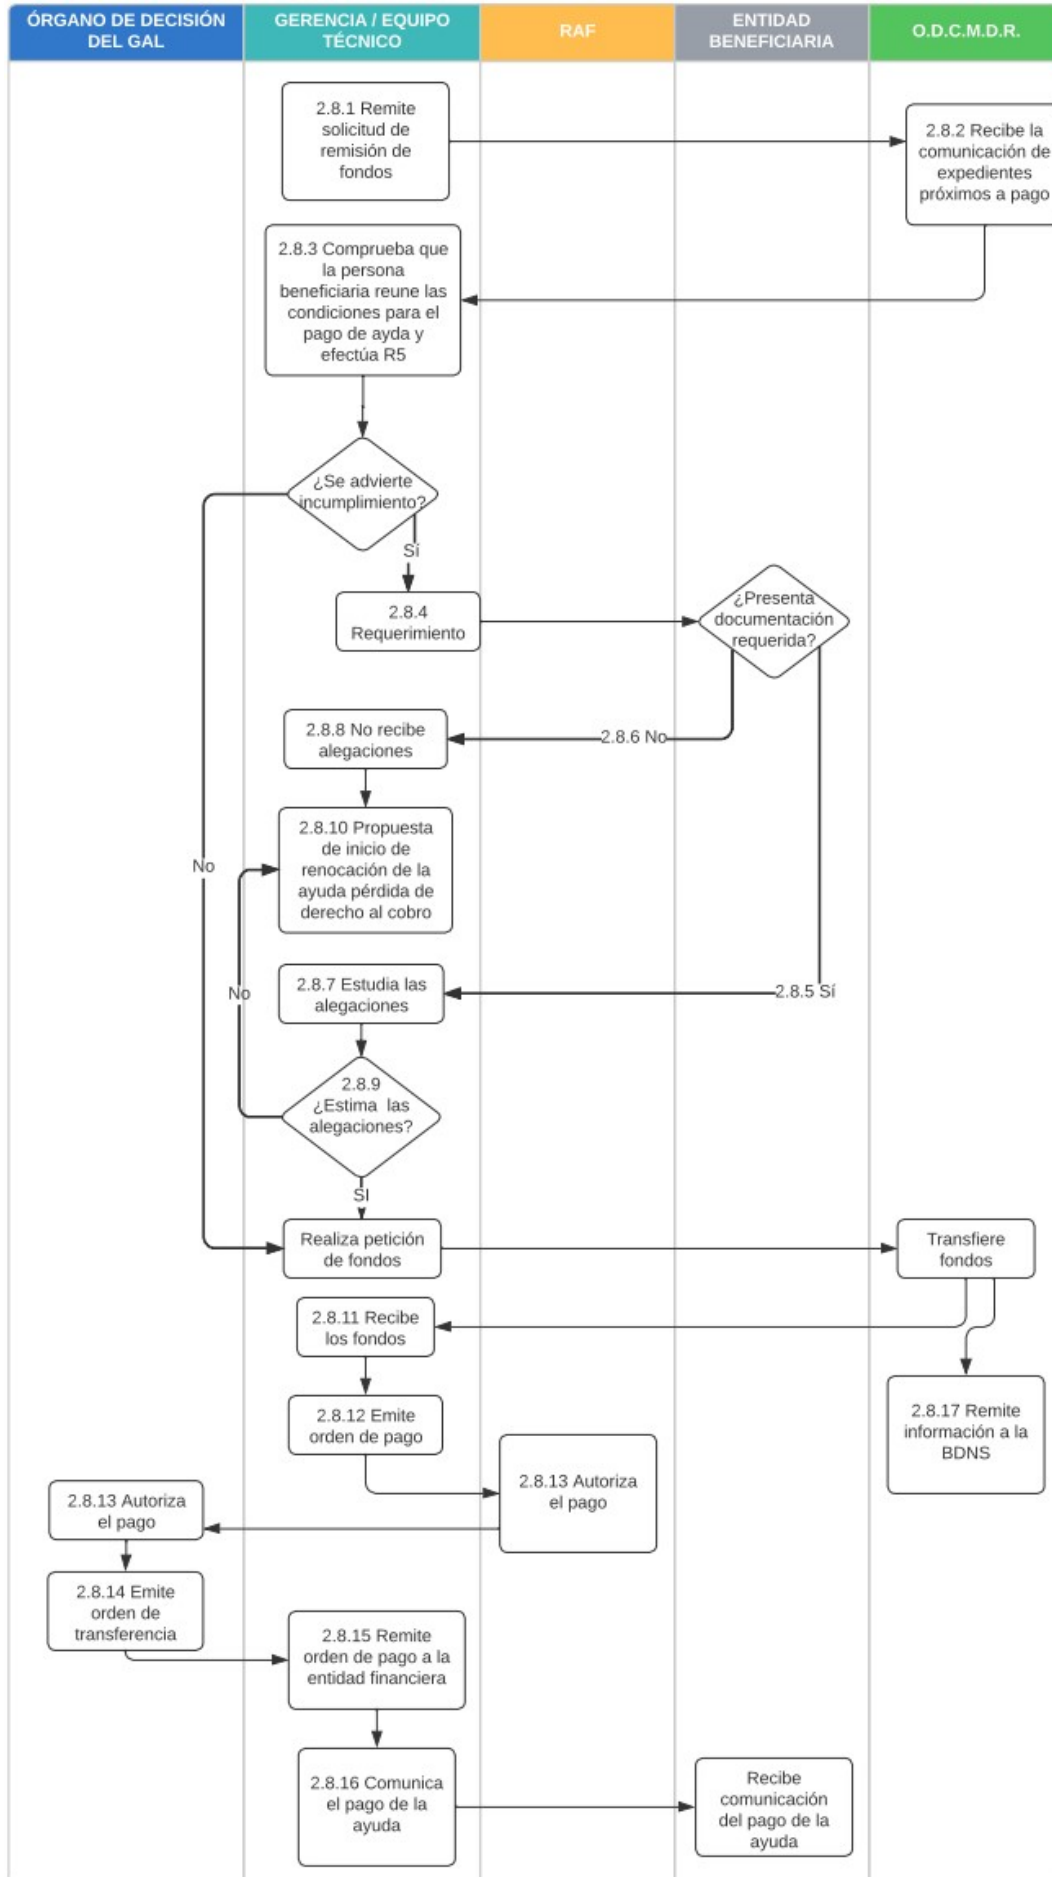 ÓRGANO DE DECISIÓN
DEL GAL
GERENCIA / EQUIPO
TÉCNICO
RAF
ENTIDAD
BENEFICIARIA
O.D.C.M.D.R.
2.8.1 Remite
solicitud de
remisión de
fondos
2.8.2 Recibe la
comunicación de
expedientes
próximos a pago
2.8.3 Comprueba que
la persona
beneficiaria reune las
condiciones para el
pago de ayda y
efectúa R5
¿Se advierte
incumplimiento?
Sí
2.8.4
Requerimiento
¿Presenta
documentación
requerida?
2.8.8 No recibe
alegaciones
2.8.6 No
2.8.10 Propuesta
de inicio de
renocación de la
ayuda pérdida de
derecho al cobro
No
2.8.7 Estudia las
alegaciones
No
2.8.5 Sí
2.8.9
¿Estima las
alegaciones?
SI
Realiza petición
de fondos
Transfiere
fondos
2.8.11 Recibe
los fondos
2.8.12 Emite
orden de pago
2.8.17 Remite
información a la
BDNS
2.8.13 Autoriza
el pago
2.8.13 Autoriza
el pago
2.8.14 Emite
orden de
transferencia
2.8.15 Remite
orden de pago a la
entidad financiera
2.8.16 Comunica
el pago de la
ayuda
Recibe
comunicación
del pago de la
ayuda